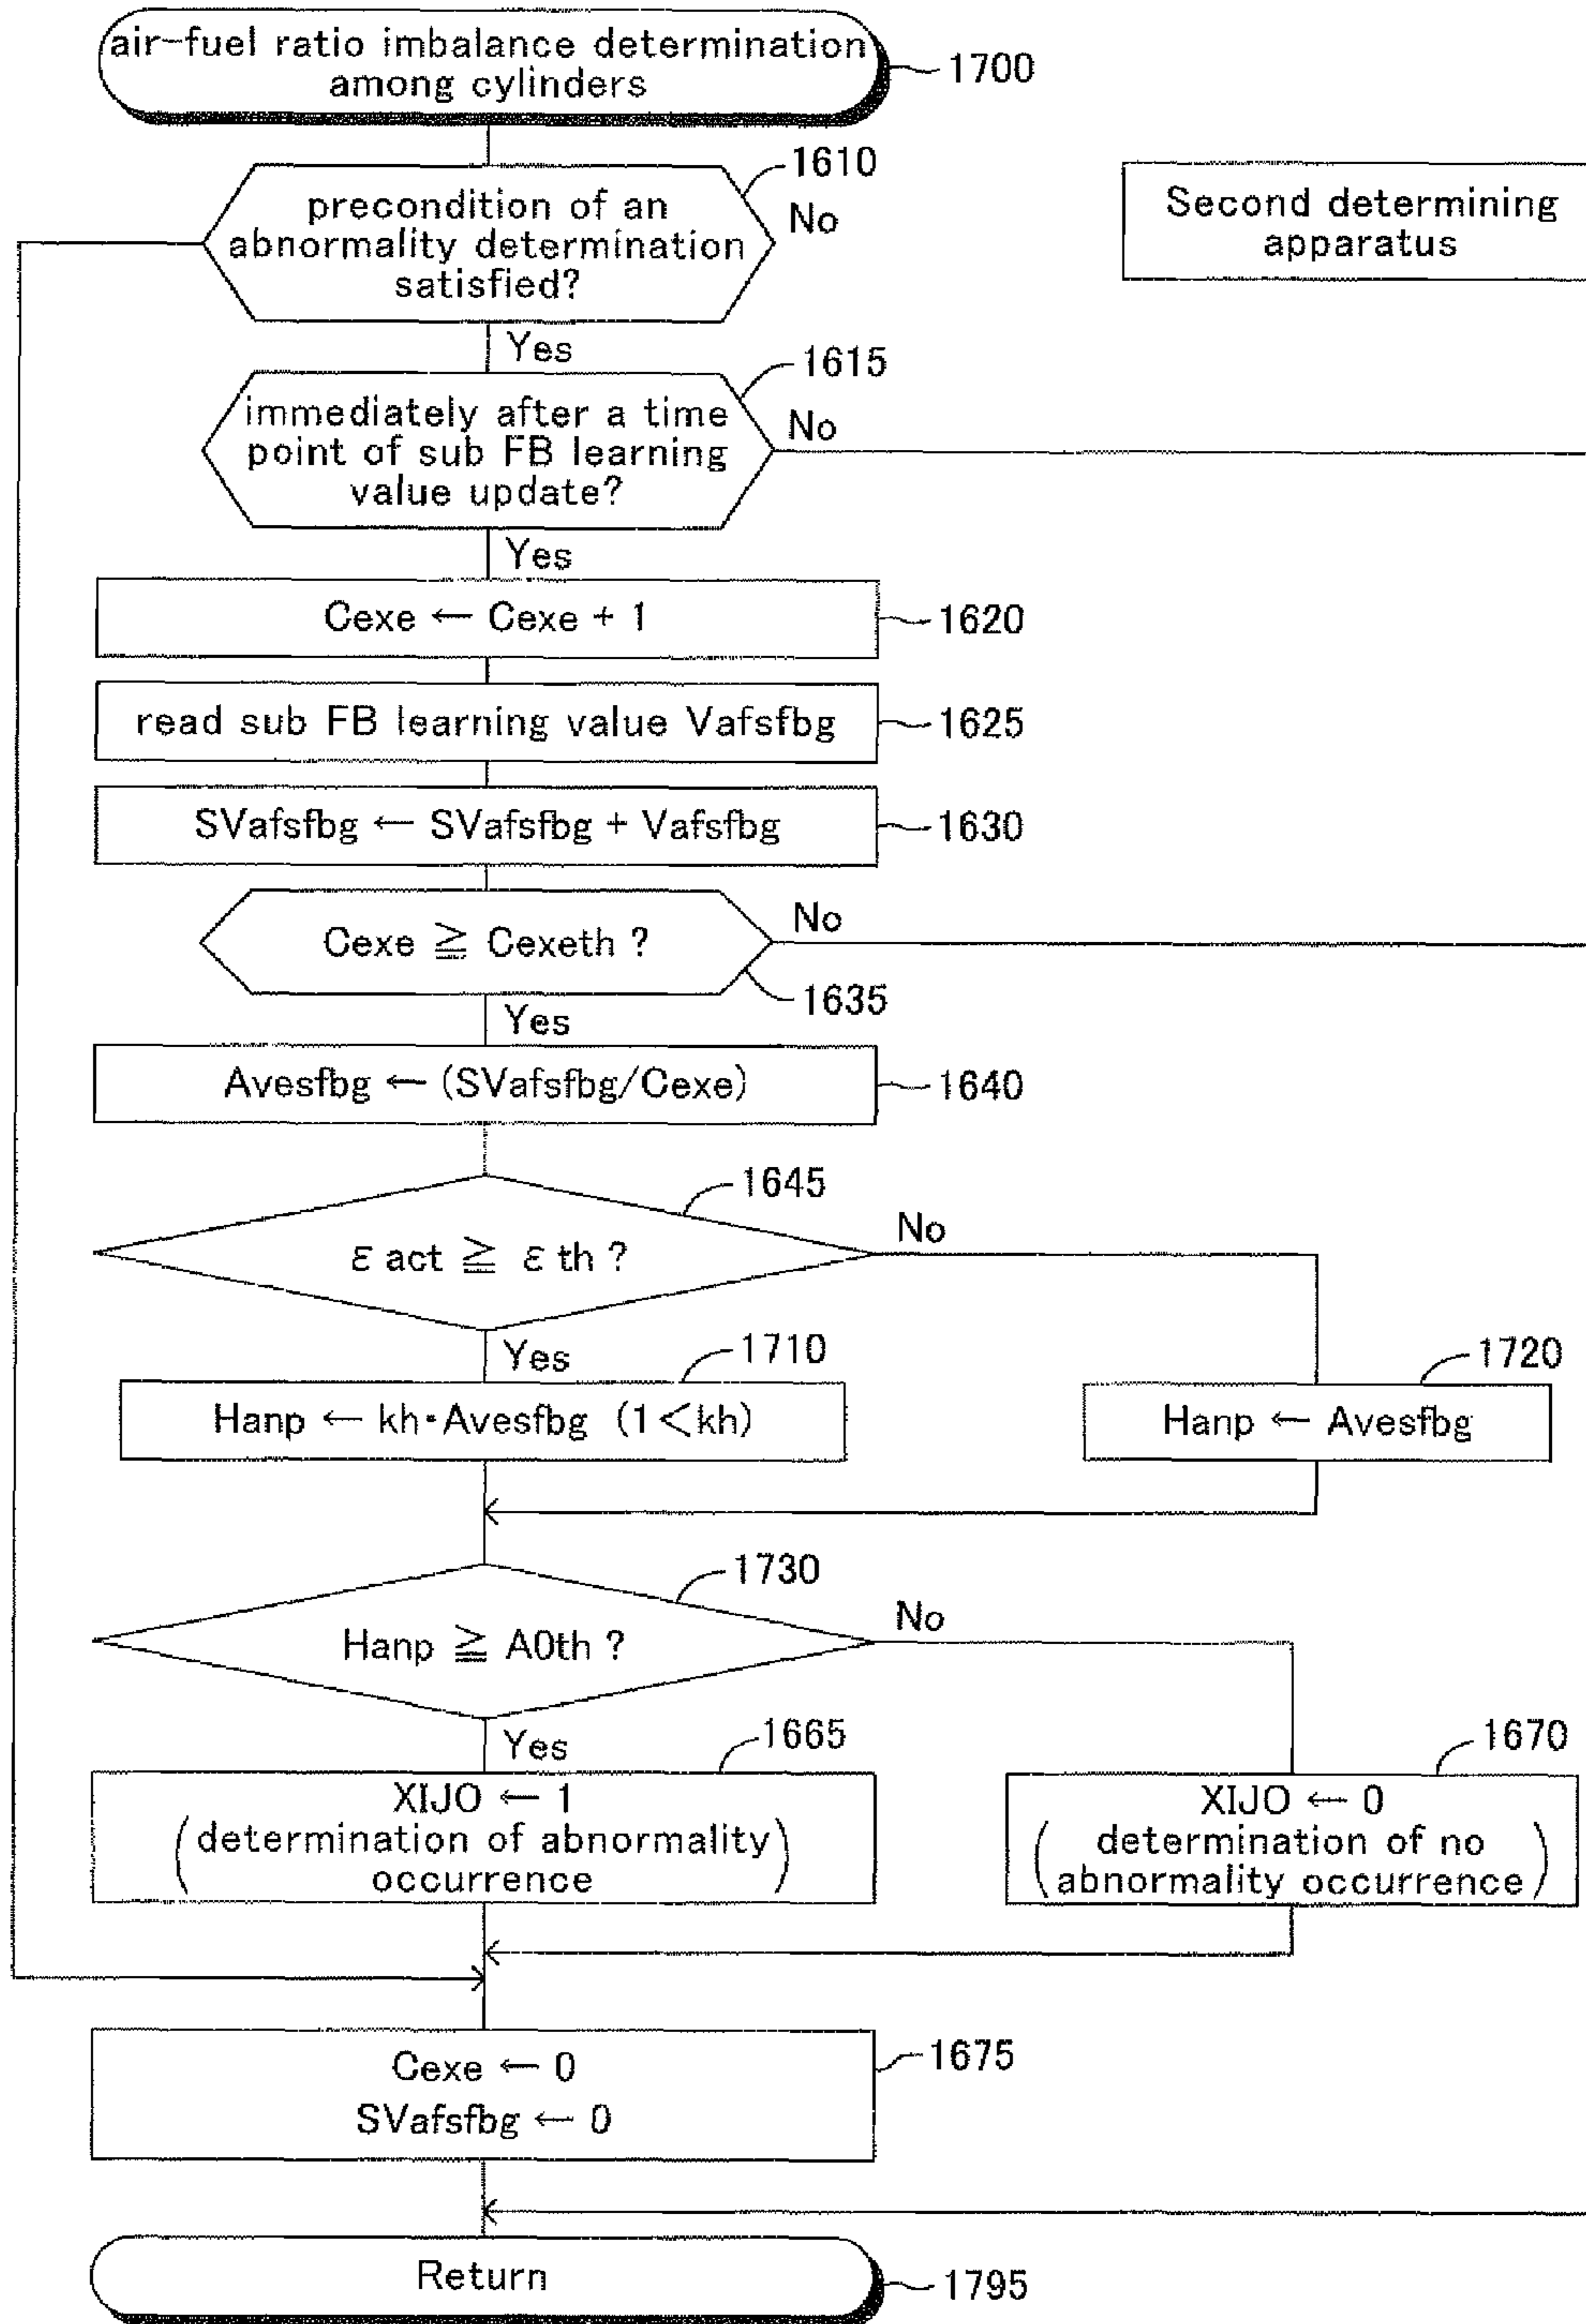 air-fuel ratio imbalance determination
among cylinders
1700
1610
precondition of an
abnormality determination
satisfied?
No
Second determining
apparatus
Yes
1615
immediately after a time
point of sub FB learning
value update?
No
Yes
Cexe ← Cexe + 1
1620
read sub FB learning value Vafsfbg
1625
SVafsfbg ← SVafsfbg + Vafsfbg
1630
Cexe ≧ Cexeth ?
No
1635
Yes
Avesfbg ← (SVafsfbg/Cexe)
1640
1645
ε act ≧ ε th ?
No
Yes
1710
1720
Hanp ← kh・Avesfbg (1<kh)
Hanp ← Avesfbg
1730
Hanp ≧ A0th ?
No
Yes
1665
1670
XIJO ← 1
(determination of abnormality
occurrence)
XIJO ← 0
(determination of no
abnormality occurrence)
Cexe ← 0
1675
SVafsfbg ← 0
Return
1795